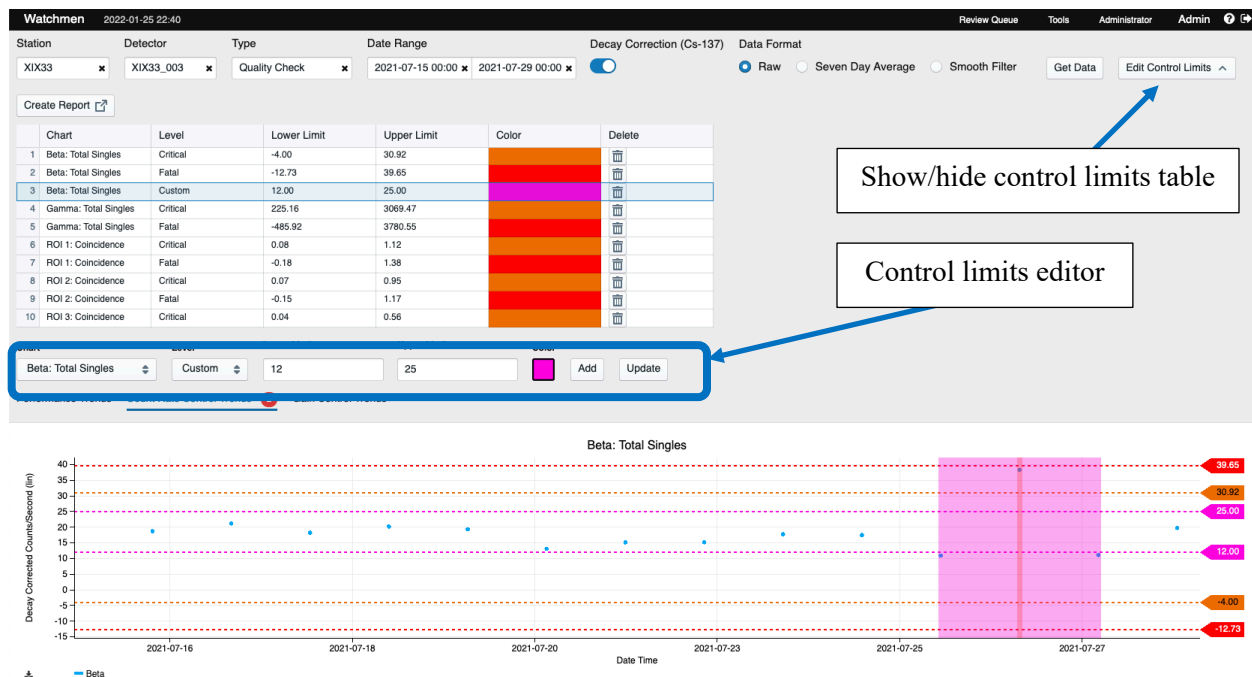 Watchmen 2022-01-25 22:40 Review Queue Tools Administrator Admin
Station Detector Type Date Range Decay Correction (Cs-137) Data Format
XIX33 XIX33_003 Quality Check 2021-07-15 00:00 2021-07-29 00:00 Raw Seven Day Average Smooth Filter Get Data Edit Control Limits
Create Report
Chart Level Lower Limit Upper Limit Color Delete
1 Beta: Total Singles Critical -4.00 30.92
2 Beta: Total Singles Fatal -12.73 39.65
3 Beta: Total Singles Custom 12.00 25.00
4 Gamma: Total Singles Critical 225.16 3069.47
5 Gamma: Total Singles Fatal -485.92 3780.55
6 ROI 1: Coincidence Critical 0.08 1.12
7 ROI 1: Coincidence Fatal -0.18 1.38
8 ROI 2: Coincidence Critical 0.07 0.95
9 ROI 2: Coincidence Fatal -0.15 1.17
10 ROI 3: Coincidence Critical 0.04 0.56
Show/hide control limits table
Control limits editor
Beta: Total Singles Custom 12 25 Add Update
Beta: Total Singles
Decay Corrected Counts/Second (lin)
40
35
30
25
20
15
10
5
0
-5
-10
-15
39.65
30.92
25.00
12.00
-4.00
-12.73
2021-07-16 2021-07-18 2021-07-20 2021-07-23 2021-07-25 2021-07-27
Date Time
Beta